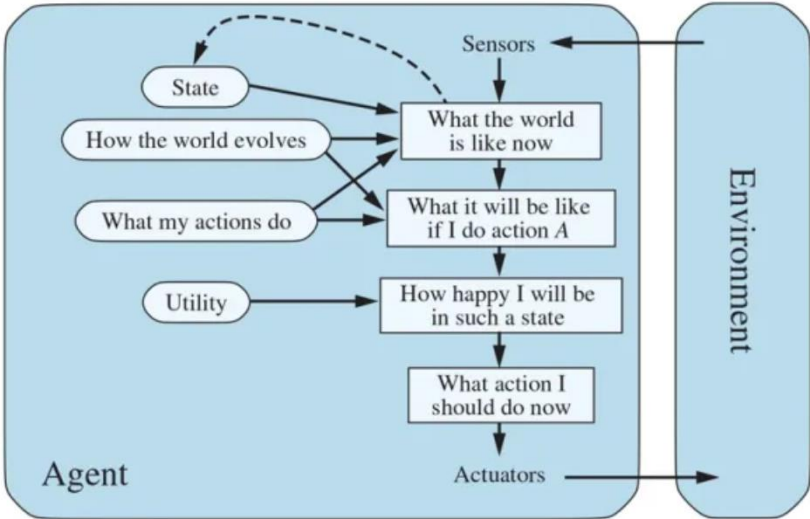 Sensors
State
What the world
is like now
How the world evolves
What it will be like
if I do action A
What my actions do
How happy I will be
in such a state
Utility
What action I
should do now
Agent
Actuators
Environment